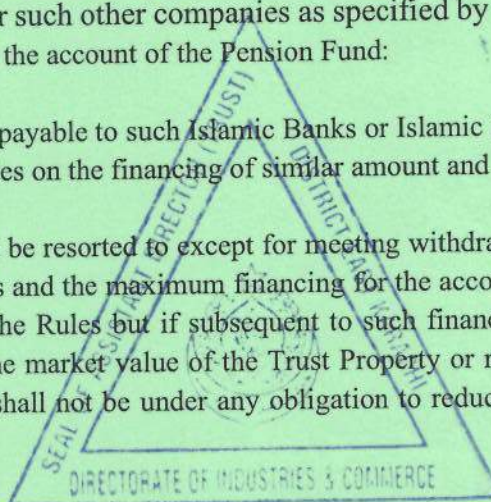 r such other companies as specified by
the account of the Pension Fund:
payable to such Islamic Banks or Islamic
es on the financing of similar amount and
be resorted to except for meeting withdra
s and the maximum financing for the acco
he Rules but if subsequent to such financ
ne market value of the Trust Property or r
shall not be under any obligation to reduc
SEAL OF ASSISTANT DIRECTOR (TRUST)
DISTRICT EAST KARACHI
DIRECTORATE OF INDUSTRIES & COMMERCE